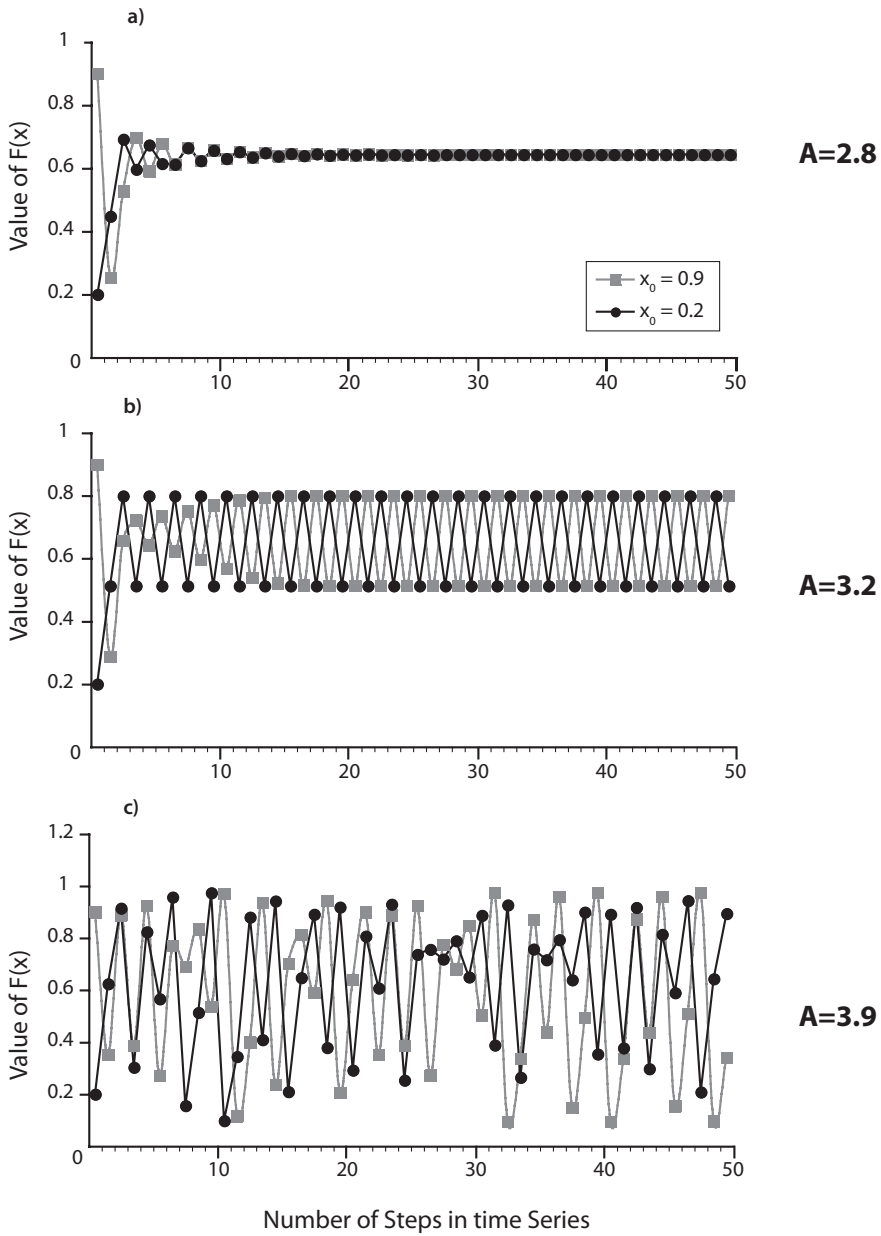 a)
1
0.8
0.6
0.4
0.2
0
Value of F(x)
10 20 30 40 50
x0 = 0.9
x0 = 0.2
A=2.8
b)
1
0.8
0.6
0.4
0.2
0
Value of F(x)
10 20 30 40 50
A=3.2
c)
1.2
1
0.8
0.6
0.4
0.2
0
Value of F(x)
10 20 30 40 50
A=3.9
Number of Steps in time Series